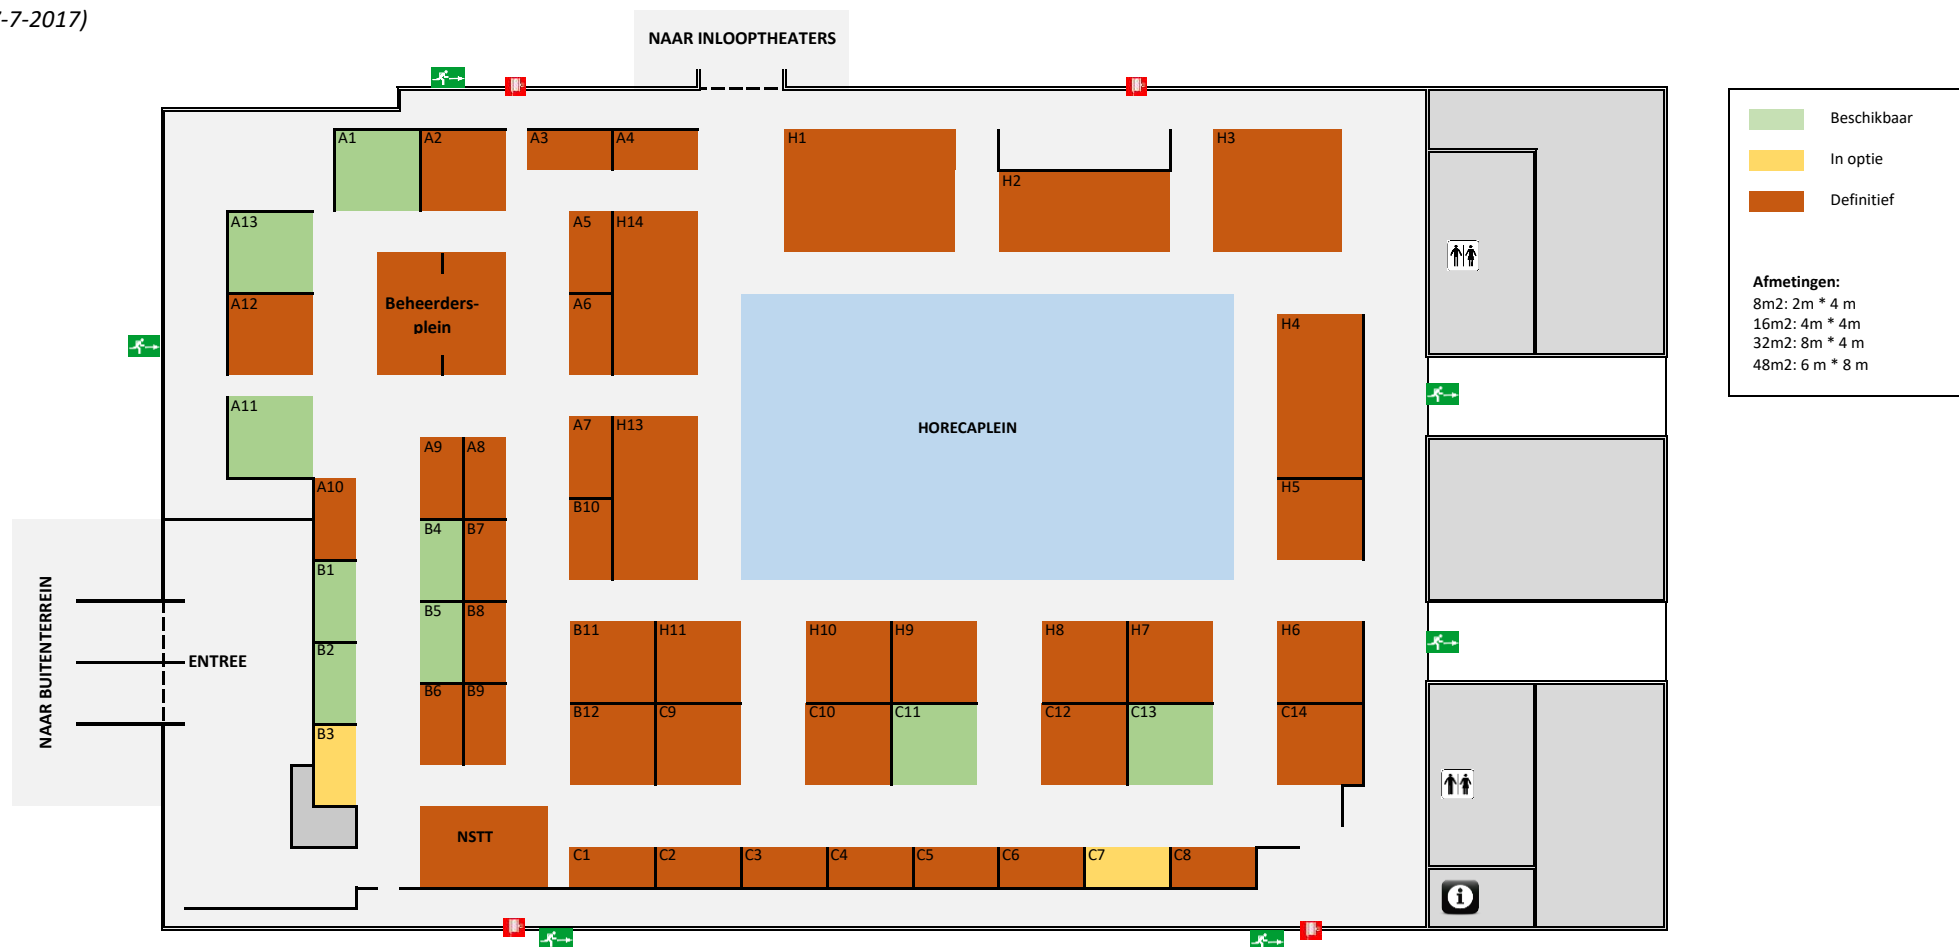 -7-2017)
NAAR INLOOPTHEATERS
A1
A2
A3
A4
H1
H2
H3
Beschikbaar
In optie
Definitief
A13
A12
A5
H14
A6
Beheerders-
plein
Afmetingen:
8m2: 2m * 4 m
16m2: 4m * 4m
32m2: 8m * 4 m
48m2: 6 m * 8 m
H4
H5
A11
A7
H13
B10
HORECAPLEIN
A9
A8
A10
B4
B7
B1
B5
B8
B2
B6
B9
B3
NAAR BUITENTERREIN
ENTREE
B11
H11
H10
H9
H8
H7
H6
B12
C9
C10
C11
C12
C13
C14
NSTT
C1
C2
C3
C4
C5
C6
C7
C8